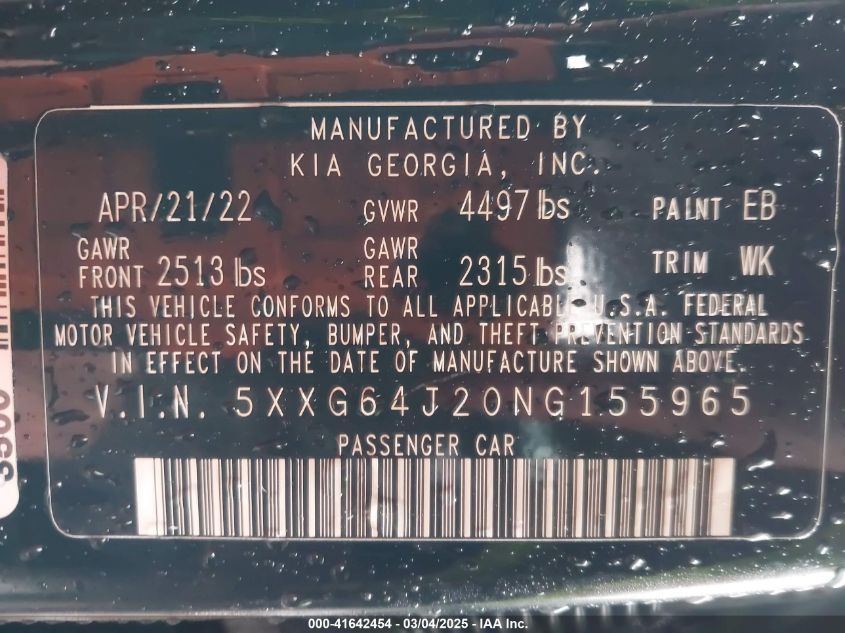 MANUFACTURED BY
KIA GEORGIA, INC.
APR/21/22 GVWR 4497 lbs PAINT EB
GAWR FRONT 2513 lbs GAWR REAR 2315 lbs TRIM WK
THIS VEHICLE CONFORMS TO ALL APPLICABLE U.S.A. FEDERAL
MOTOR VEHICLE SAFETY, BUMPER, AND THEFT PREVENTION STANDARDS
IN EFFECT ON THE DATE OF MANUFACTURE SHOWN ABOVE.
V.I.N. 5XXG64J20NG155965
PASSENGER CAR
000-41642454 - 03/04/2025 - IAA Inc.